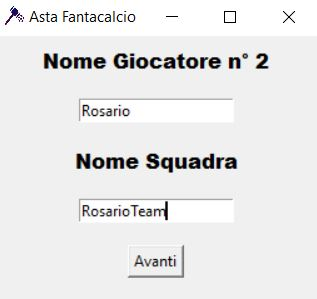 Asta Fantacalcio
Nome Giocatore n° 2
Rosario
Nome Squadra
RosarioTeam
Avanti